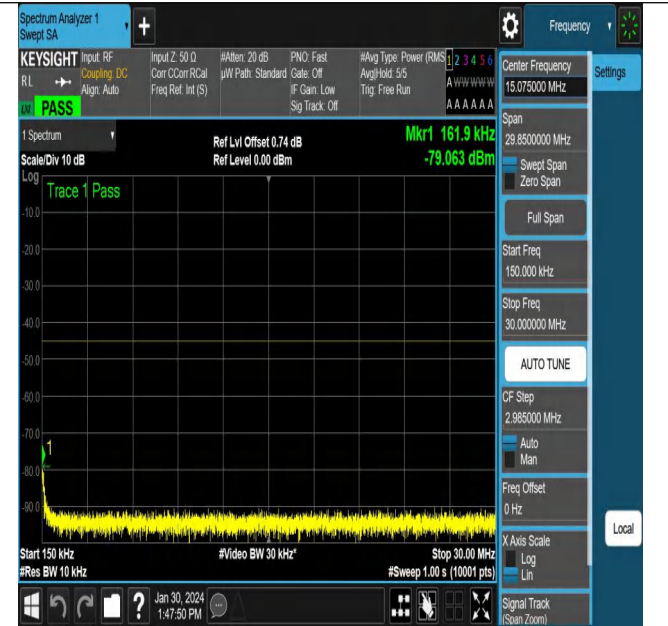 Spectrum Analyzer 1
Swept SA
+
Frequency
KEYSIGHT
RL
LXI
PASS
Input: RF
Coupling: DC
Align: Auto
Input Z: 50 Ω
Corr CCorr RCal
Freq Ref: Int (S)
#Atten: 20 dB
µW Path: Standard
PNO: Fast
Gate: Off
IF Gain: Low
Sig Track: Off
#Avg Type: Power (RMS
Avg|Hold: 5/5
Trig: Free Run
1 2 3 4 5 6
A W W W W W
A A A A A A
1 Spectrum
Scale/Div 10 dB
Ref Lvl Offset 0.74 dB
Ref Level 0.00 dBm
Mkr1 161.9 kHz
-79.063 dBm
Log
Trace 1 Pass
-10.0
-20.0
-30.0
-40.0
-50.0
-60.0
-70.0
-80.0
-90.0
1
Start 150 kHz
#Res BW 10 kHz
#Video BW 30 kHz*
Stop 30.00 MHz
#Sweep 1.00 s (10001 pts)
Center Frequency
15.075000 MHz
Span
29.8500000 MHz
Swept Span
Zero Span
Full Span
Start Freq
150.000 kHz
Stop Freq
30.000000 MHz
AUTO TUNE
CF Step
2.985000 MHz
Auto
Man
Freq Offset
0 Hz
X Axis Scale
Log
Lin
Signal Track
(Span Zoom)
Settings
Local
?
Jan 30, 2024
1:47:50 PM